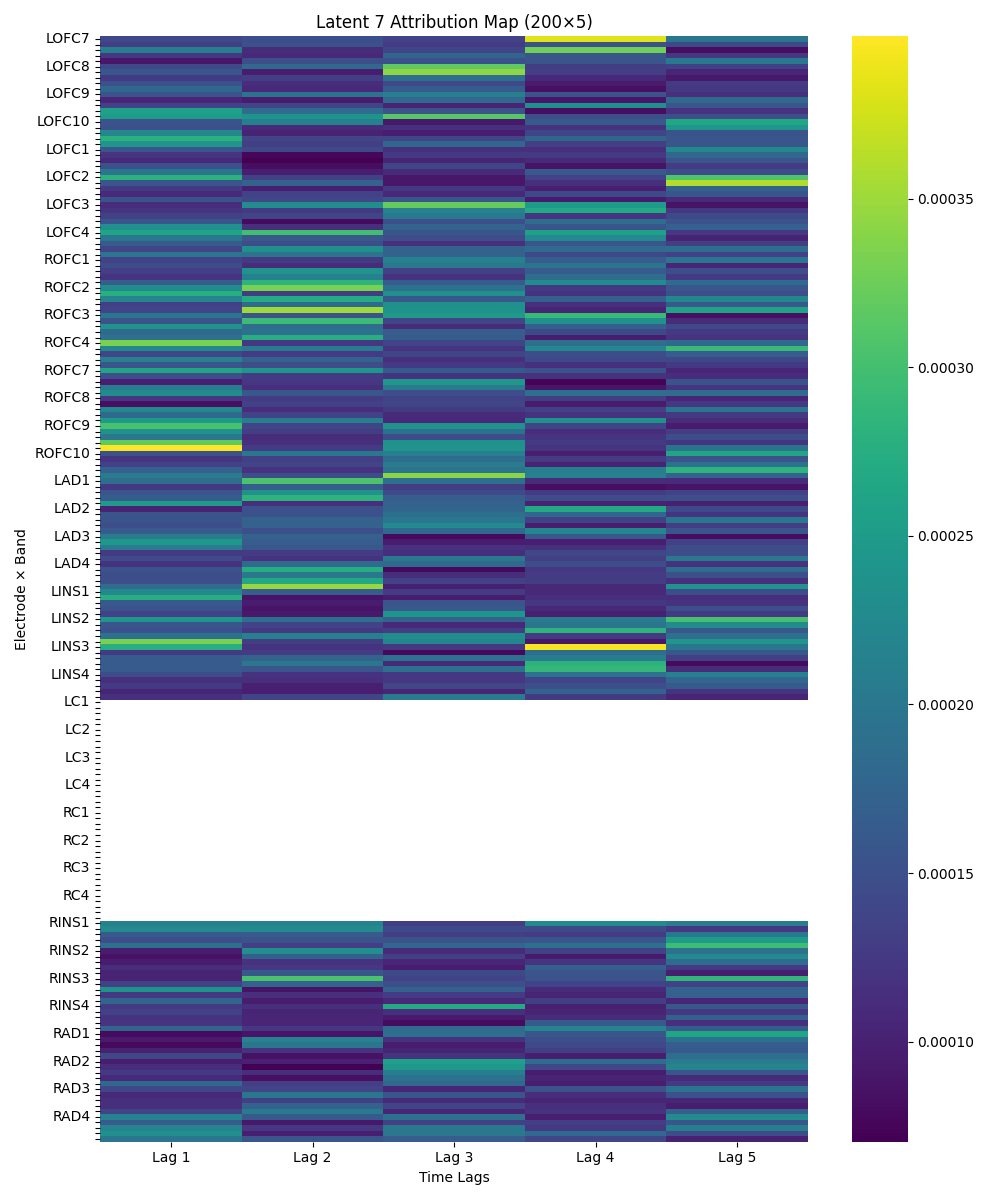 Latent 7 Attribution Map (200×5)
LOFC7
LOFC8
LOFC9
LOFC10
LOFC1
LOFC2
LOFC3
LOFC4
ROFC1
ROFC2
ROFC3
ROFC4
ROFC7
ROFC8
ROFC9
ROFC10
LAD1
LAD2
LAD3
LAD4
LINS1
LINS2
LINS3
LINS4
LC1
LC2
LC3
LC4
RC1
RC2
RC3
RC4
RINS1
RINS2
RINS3
RINS4
RAD1
RAD2
RAD3
RAD4
Electrode × Band
Lag 1 Lag 2 Lag 3 Lag 4 Lag 5
Time Lags
0.00035
0.00030
0.00025
0.00020
0.00015
0.00010